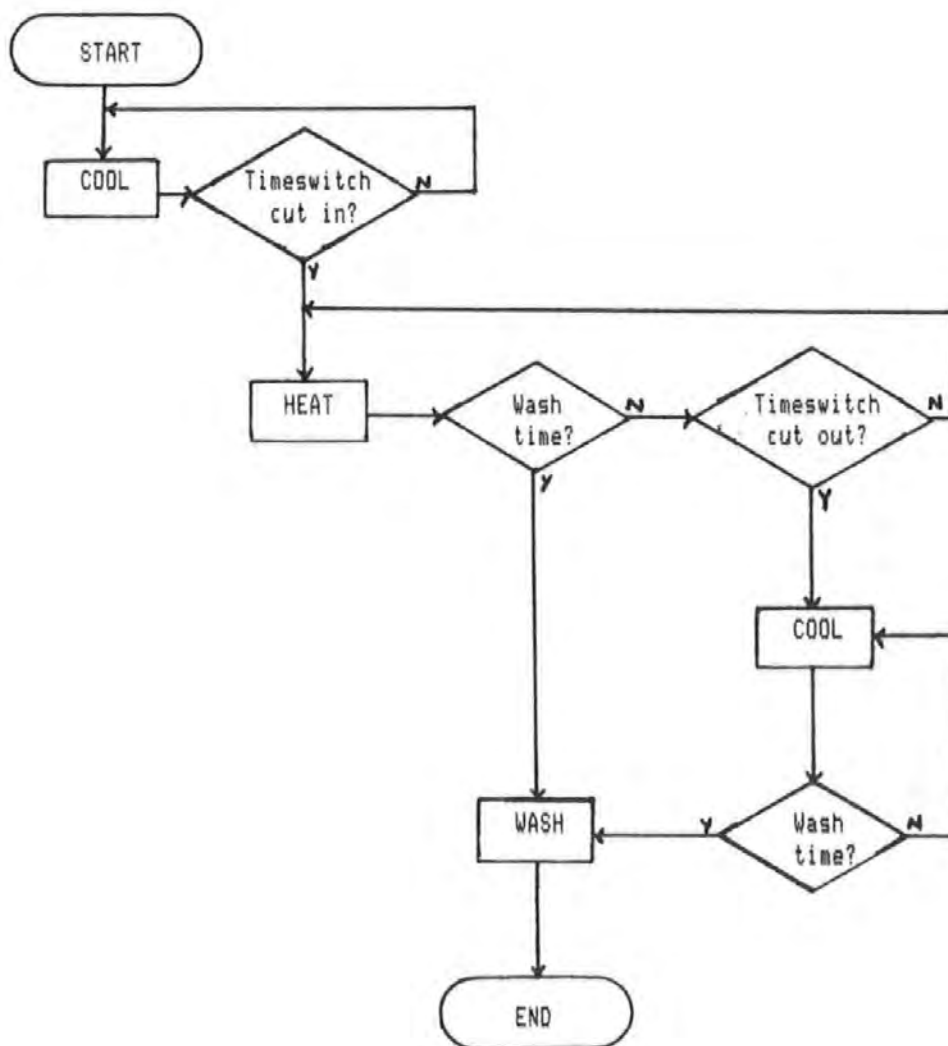 START
COOL
Timeswitch
cut in?
N
Y
HEAT
Wash
time?
N
Y
Timeswitch
cut out?
N
Y
COOL
WASH
Y
Wash
time?
N
END